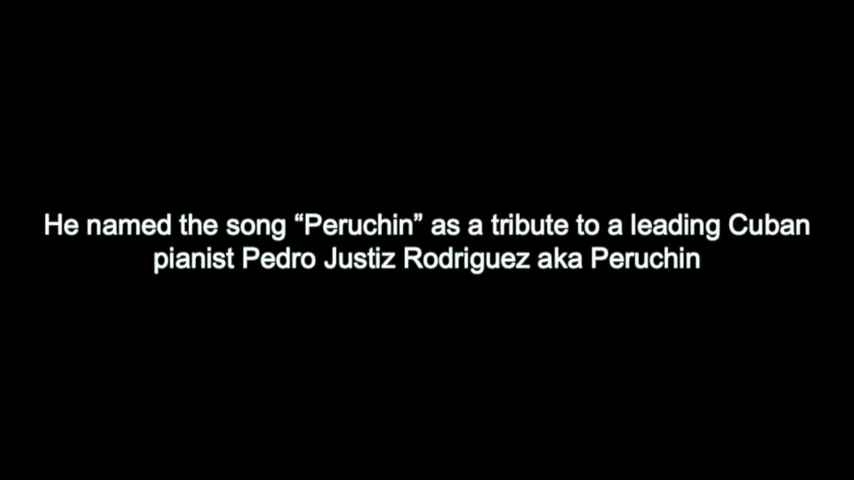 He named the song “Peruchin” as a tribute to a leading Cuban
pianist Pedro Justiz Rodriguez aka Peruchin